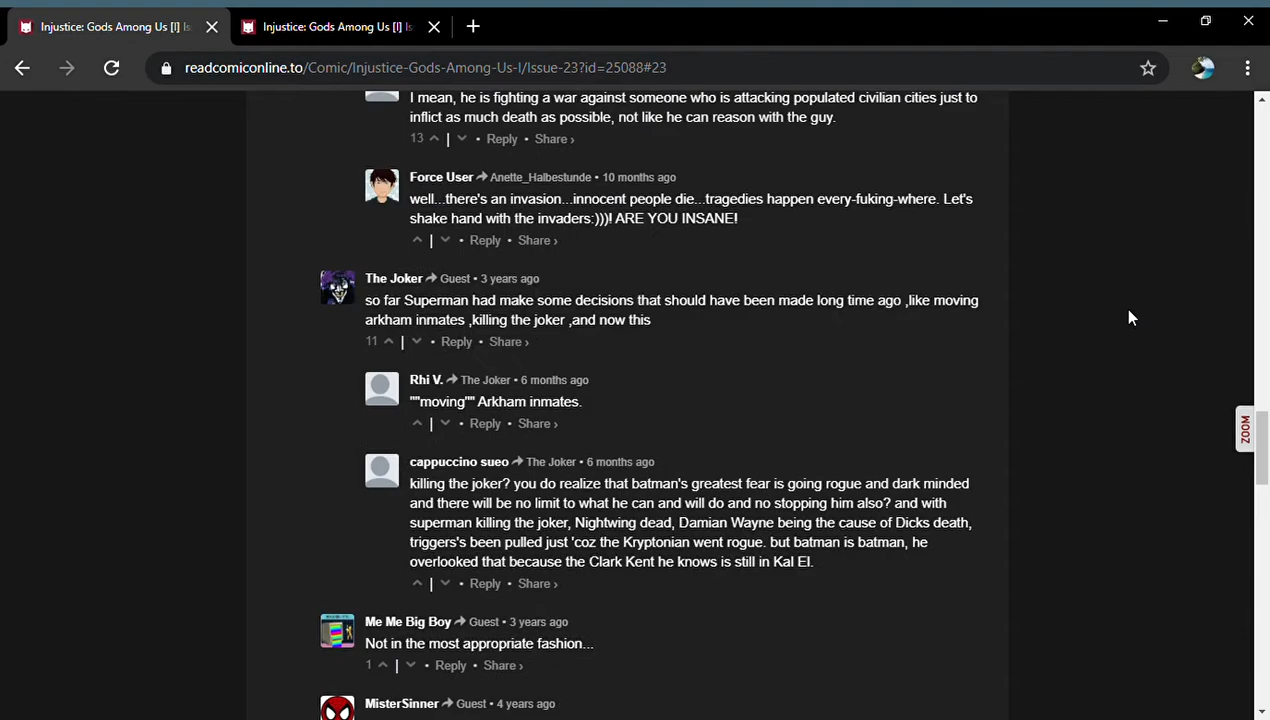 Injustice: Gods Among Us [I] Is
Injustice: Gods Among Us [I] Is
readcomiconline.to/Comic/Injustice-Gods-Among-Us-I/Issue-23?id=25088#23
I mean, he is fighting a war against someone who is attacking populated civilian cities just to
inflict as much death as possible, not like he can reason with the guy.
13 • Reply • Share ›
Force User Anette_Halbestunde • 10 months ago
well...there's an invasion...innocent people die...tragedies happen every-fuking-where. Let's
shake hand with the invaders:)))! ARE YOU INSANE!
• Reply • Share ›
The Joker Guest • 3 years ago
so far Superman had make some decisions that should have been made long time ago ,like moving
arkham inmates ,killing the joker ,and now this
11 • Reply • Share ›
Rhi V. The Joker • 6 months ago
""moving"" Arkham inmates.
• Reply • Share ›
ZOOM
cappuccino sueo The Joker • 6 months ago
killing the joker? you do realize that batman's greatest fear is going rogue and dark minded
and there will be no limit to what he can and will do and no stopping him also? and with
superman killing the joker, Nightwing dead, Damian Wayne being the cause of Dicks death,
triggers's been pulled just 'coz the Kryptonian went rogue. but batman is batman, he
overlooked that because the Clark Kent he knows is still in Kal El.
• Reply • Share ›
Me Me Big Boy Guest • 3 years ago
Not in the most appropriate fashion...
1 • Reply • Share ›
MisterSinner Guest • 4 years ago